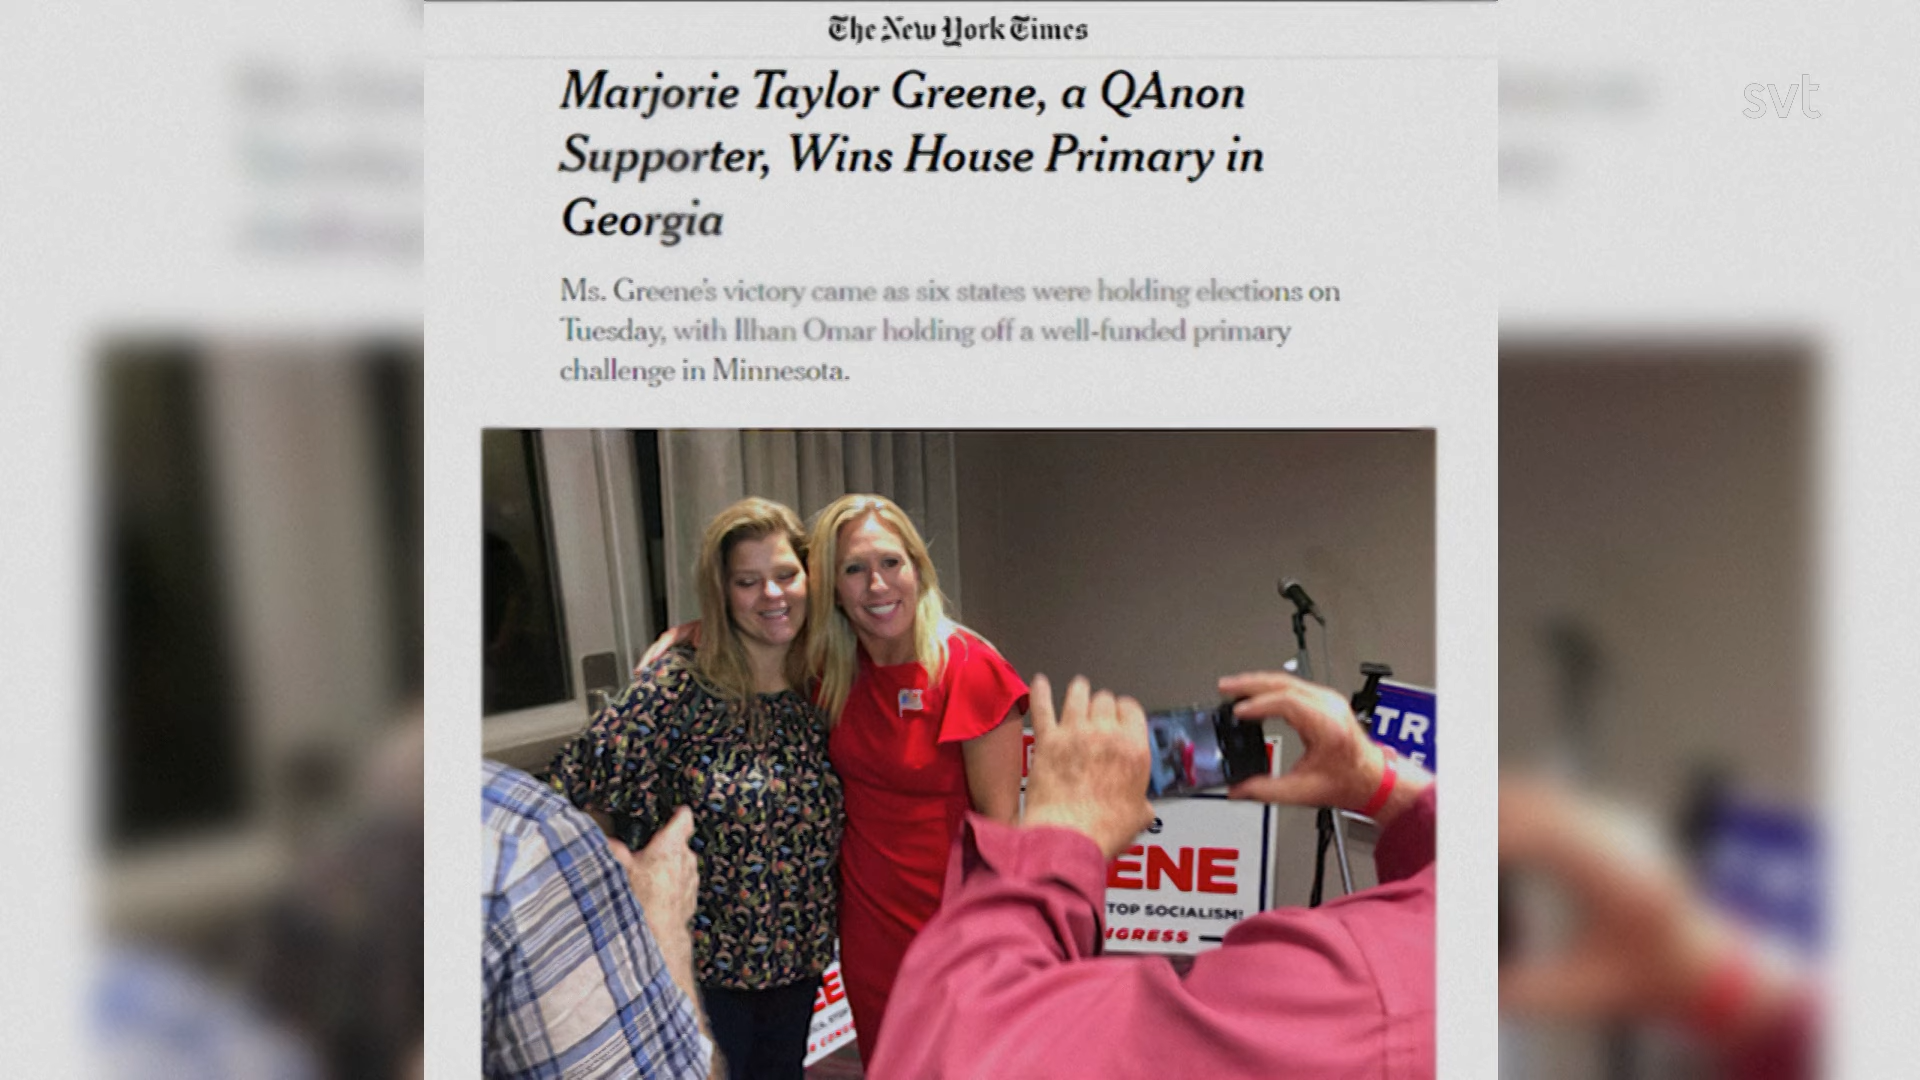 The New York Times
svt
Marjorie Taylor Greene, a QAnon
Supporter, Wins House Primary in
Georgia
Ms. Greene's victory came as six states were holding elections on
Tuesday, with Ilhan Omar holding off a well-funded primary
challenge in Minnesota.
TR
ENE
TOP SOCIALISM!
NGRESS